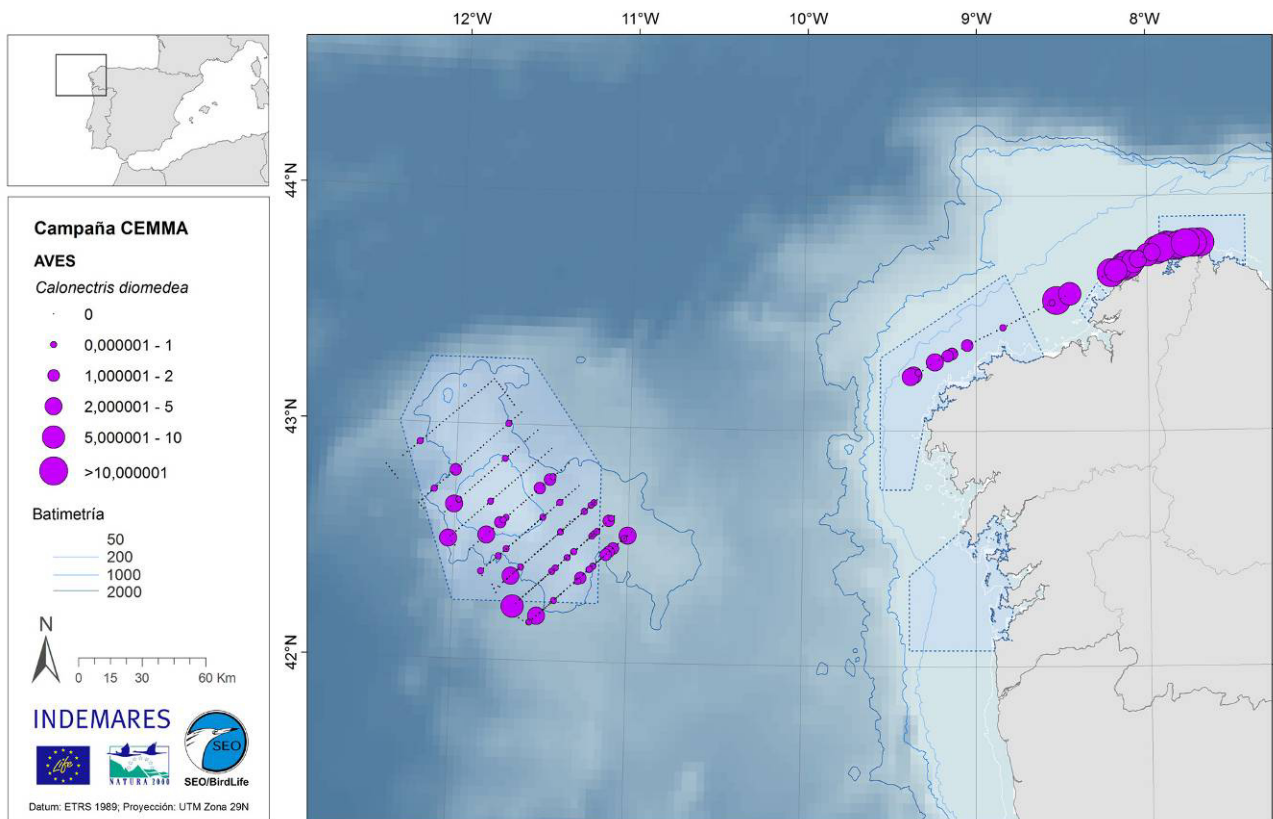 12°W 11°W 10°W 9°W 8°W
44°N
43°N
42°N
Campaña CEMMA
AVES
Calonectris diomedea
0
0,000001 - 1
1,000001 - 2
2,000001 - 5
5,000001 - 10
>10,000001
Batimetría
50
200
1000
2000
N
0 15 30 60 Km
INDEMARES
Life
NATURA 2000
SEO
SEO/BirdLife
Datum: ETRS 1989; Proyección: UTM Zona 29N